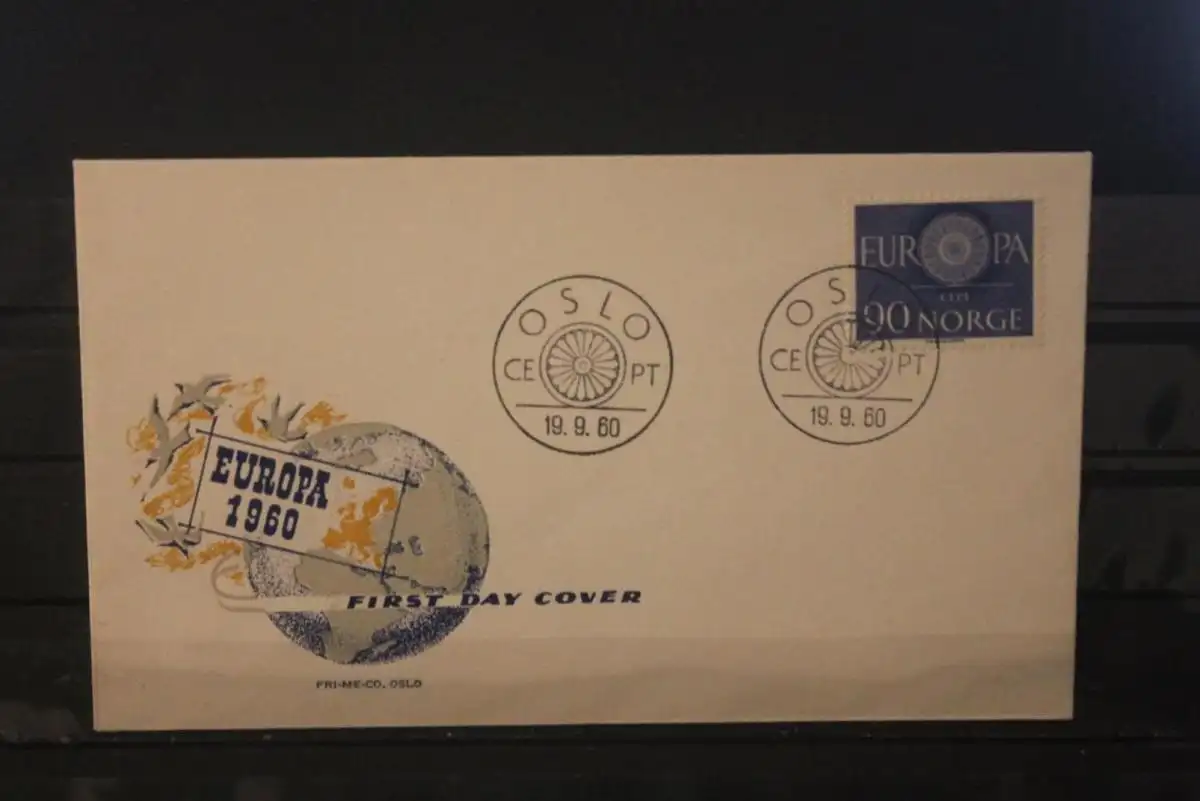 EUROPA
CEPT
90 NORGE
OSLO
CE PT
19. 9. 60
OSLO
CE PT
19. 9. 60
EUROPA
1960
FIRST DAY COVER
FRI-ME-CO. OSLO